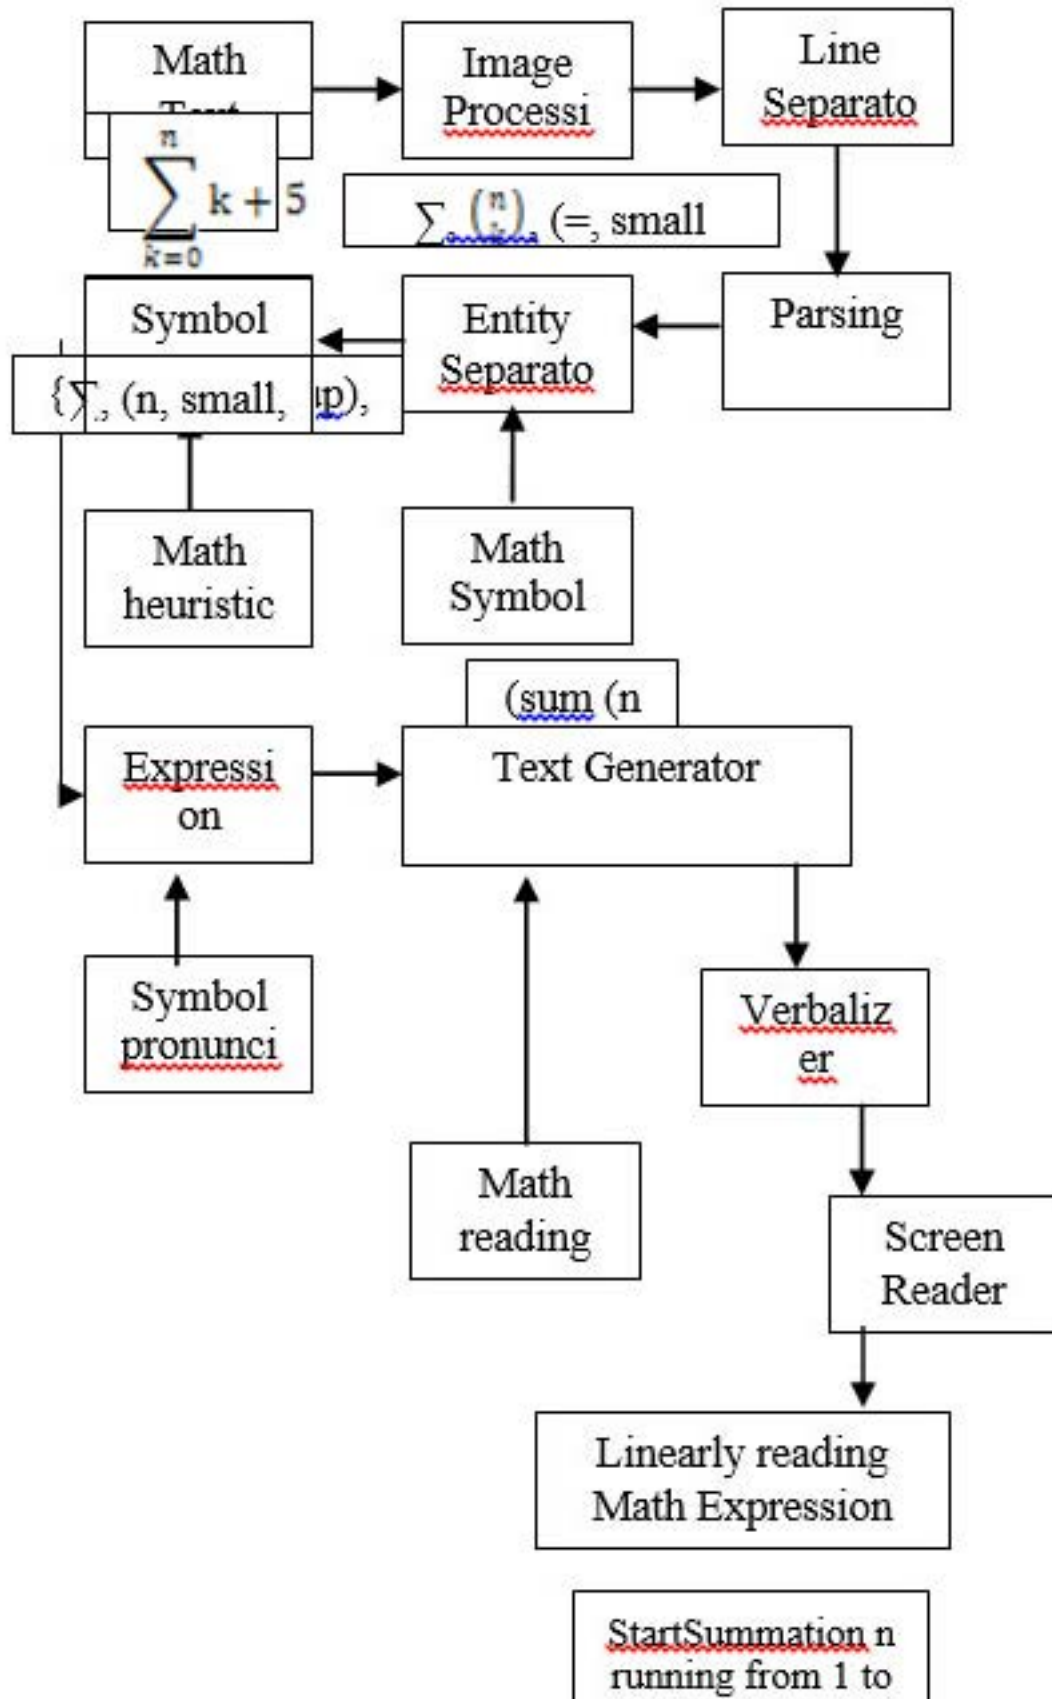 Math
Text
Image
Processi
Line
Separato
n
∑ k + 5
k=0
∑, (n
(=, small
Symbol
Entity
Separato
Parsing
{∑, (n, small, up),
Math
heuristic
Math
Symbol
(sum (n
Expressi
on
Text Generator
Symbol
pronunci
Verbaliz
er
Math
reading
Screen
Reader
Linearly reading
Math Expression
StartSummation n
running from 1 to